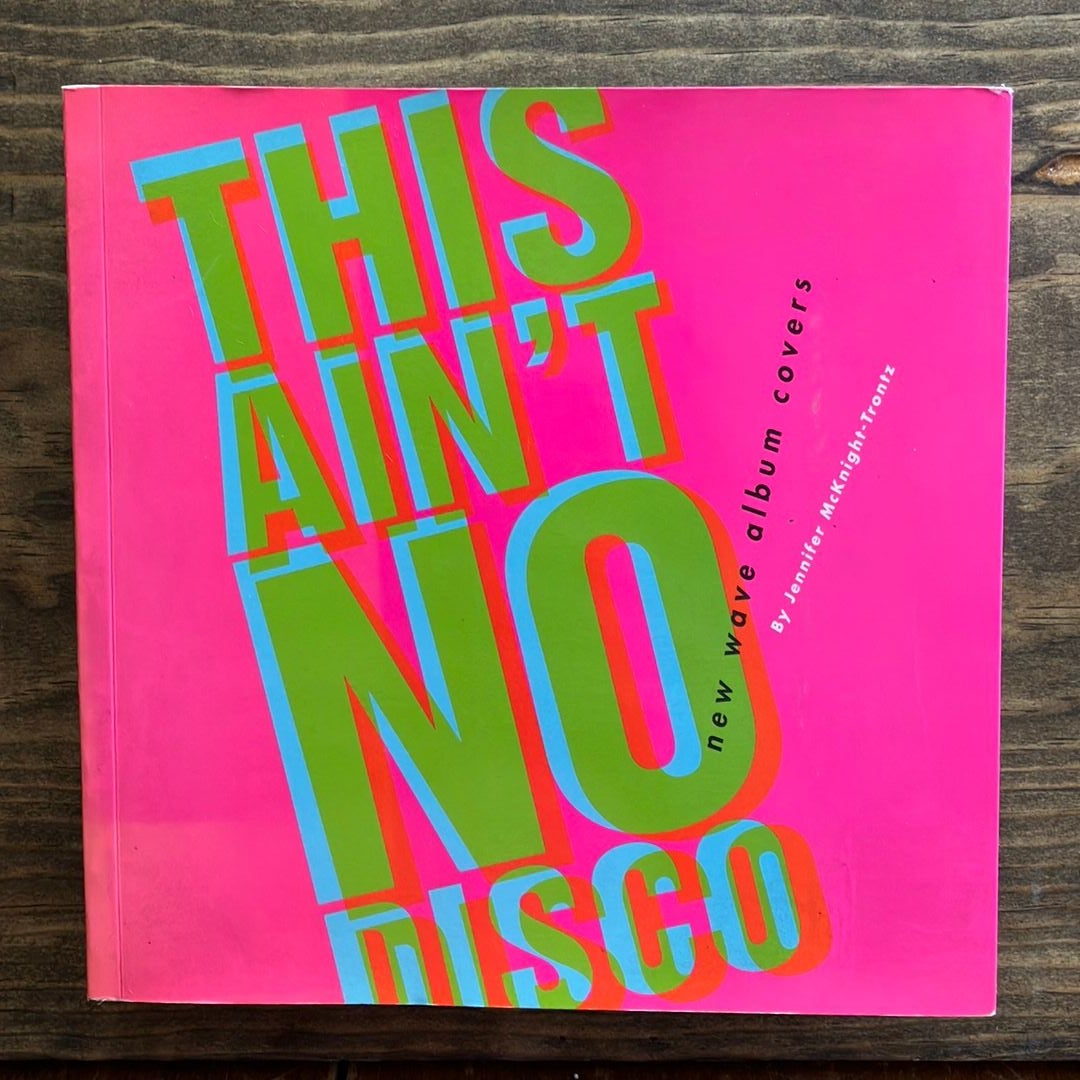 THIS
AIN'T
NO
DISCO
new wave album covers
By Jennifer McKnight-Trontz